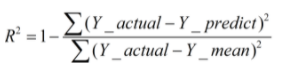 R² = 1 - ∑(Y_actual - Y_predict)² / ∑(Y_actual - Y_mean)²